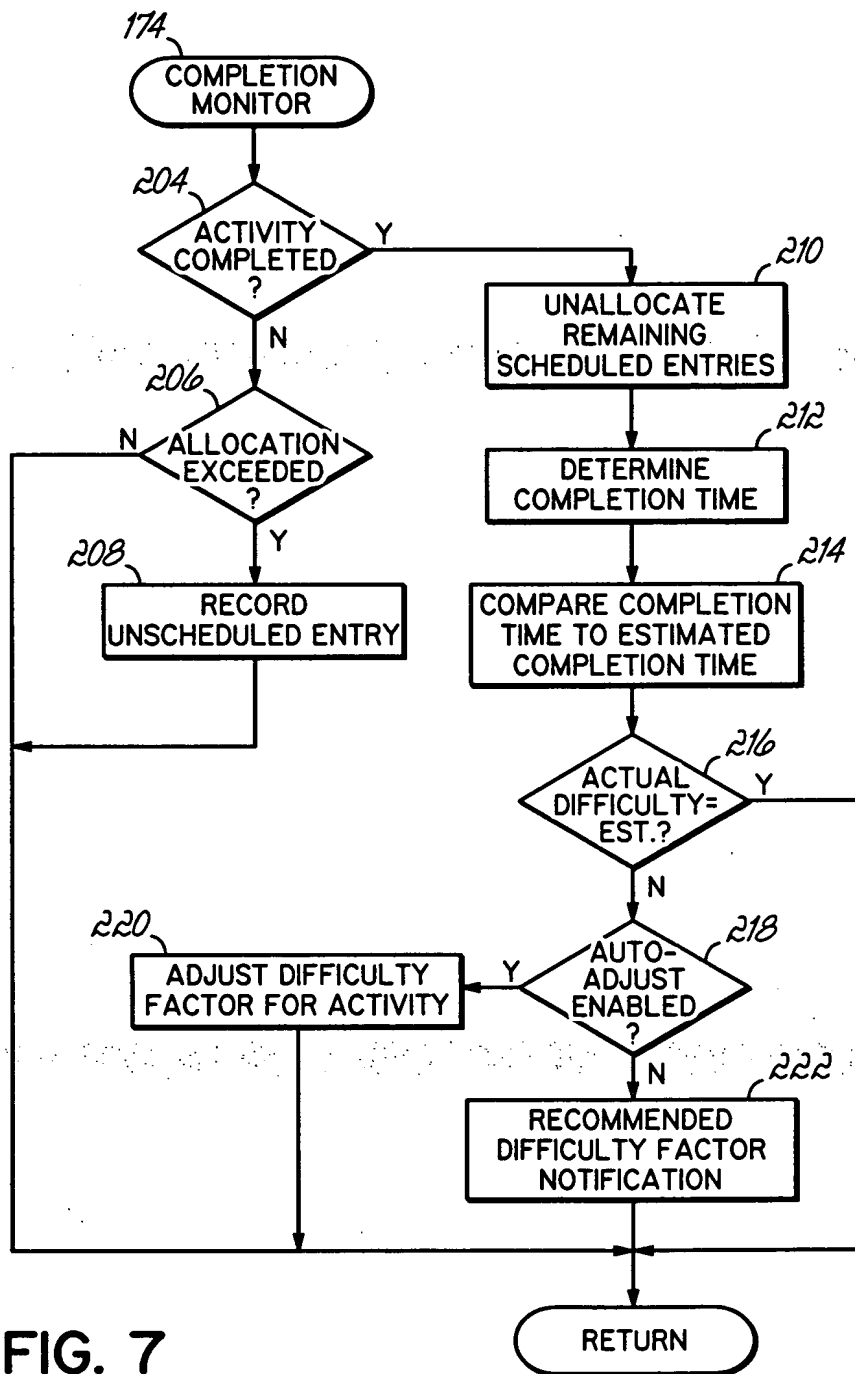 174
COMPLETION
MONITOR
204
ACTIVITY
COMPLETED
?
Y
N
206
N
ALLOCATION
EXCEEDED
?
Y
208
RECORD
UNSCHEDULED ENTRY
210
UNALLOCATE
REMAINING
SCHEDULED ENTRIES
212
DETERMINE
COMPLETION TIME
214
COMPARE COMPLETION
TIME TO ESTIMATED
COMPLETION TIME
216
ACTUAL
DIFFICULTY=
EST.?
Y
N
218
AUTO-
ADJUST
ENABLED
?
Y
N
220
ADJUST DIFFICULTY
FACTOR FOR ACTIVITY
222
RECOMMENDED
DIFFICULTY FACTOR
NOTIFICATION
RETURN
FIG. 7